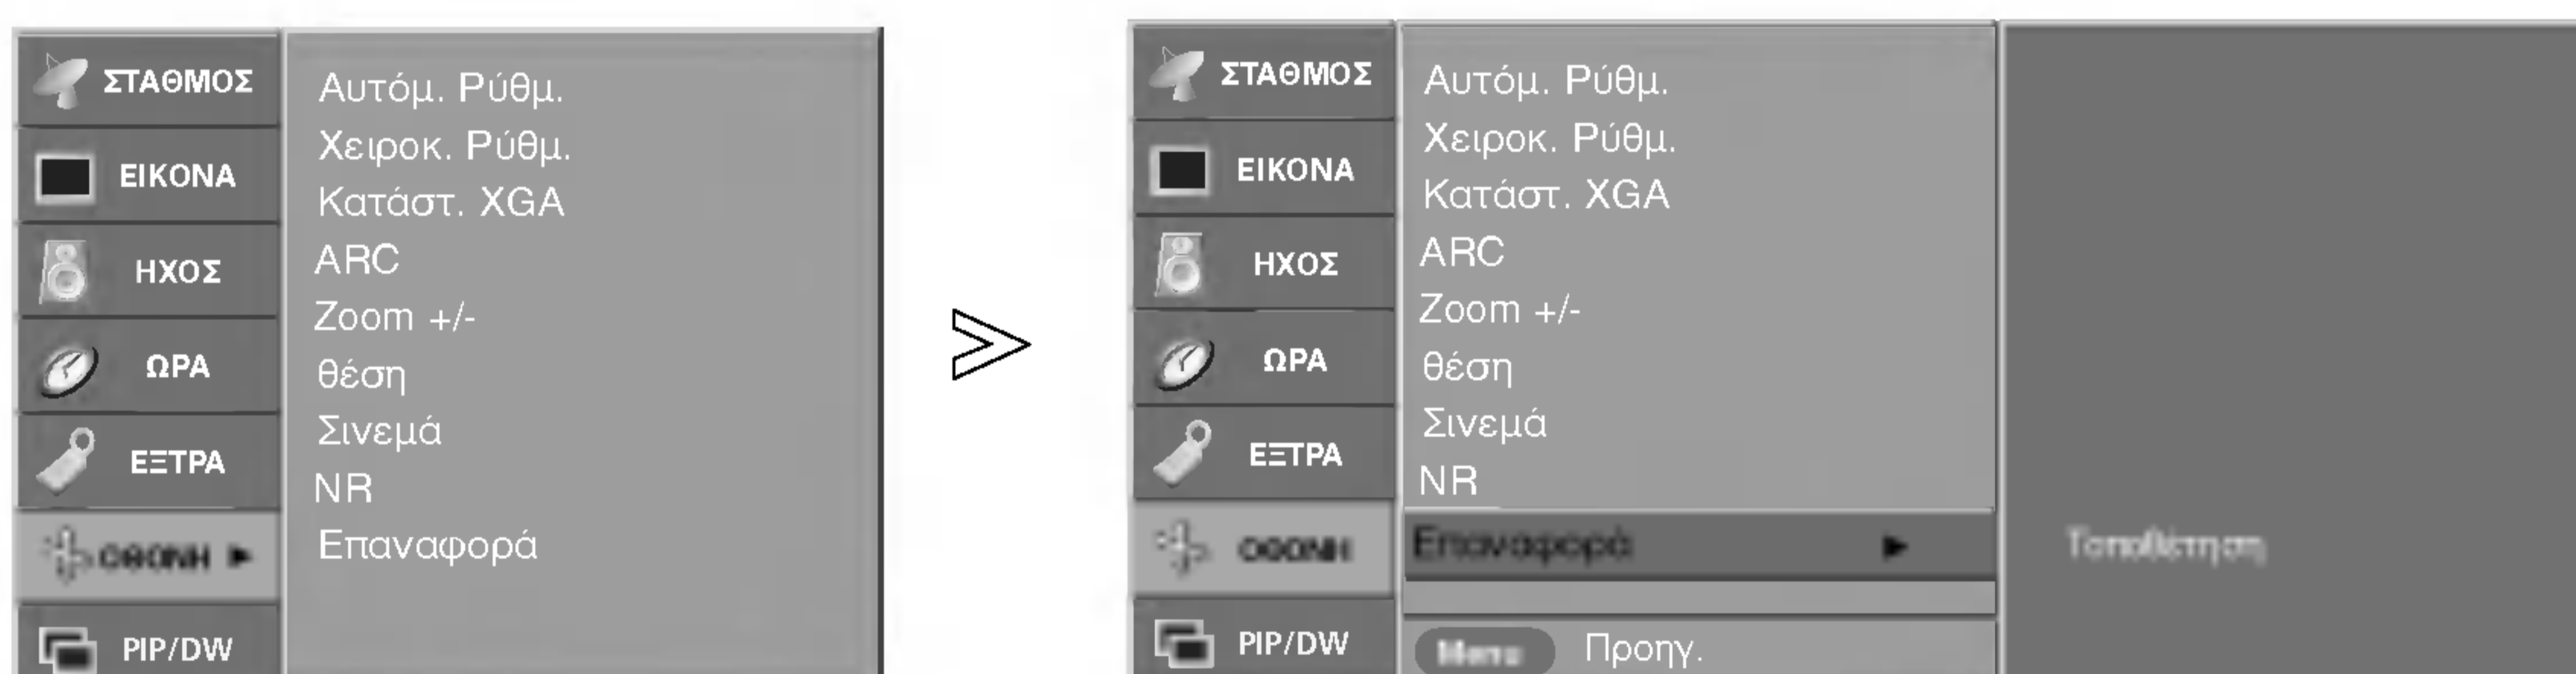 ΣΤΑΘΜΟΣ
ΕΙΚΟΝΑ
ΗΧΟΣ
ΩΡΑ
ΕΞΤΡΑ
ΟΘΟΝΗ ►
PIP/DW
Αυτόμ. Ρύθμ.
Χειροκ. Ρύθμ.
Κατάστ. XGA
ARC
Zoom +/-
θέση
Σινεμά
NR
Επαναφορά
ΣΤΑΘΜΟΣ
ΕΙΚΟΝΑ
ΗΧΟΣ
ΩΡΑ
ΕΞΤΡΑ
ΟΘΟΝΗ
PIP/DW
Αυτόμ. Ρύθμ.
Χειροκ. Ρύθμ.
Κατάστ. XGA
ARC
Zoom +/-
θέση
Σινεμά
NR
Επαναφορά ►
Menu Προηγ.
Τοποθέτηση